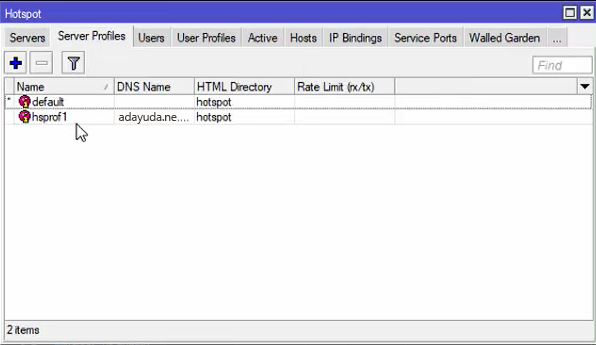 Hotspot
Servers Server Profiles Users User Profiles Active Hosts IP Bindings Service Ports Walled Garden ...
Find
Name DNS Name HTML Directory Rate Limit (rx/tx)
* default hotspot
hsprof1 adayuda.ne.... hotspot
2 items